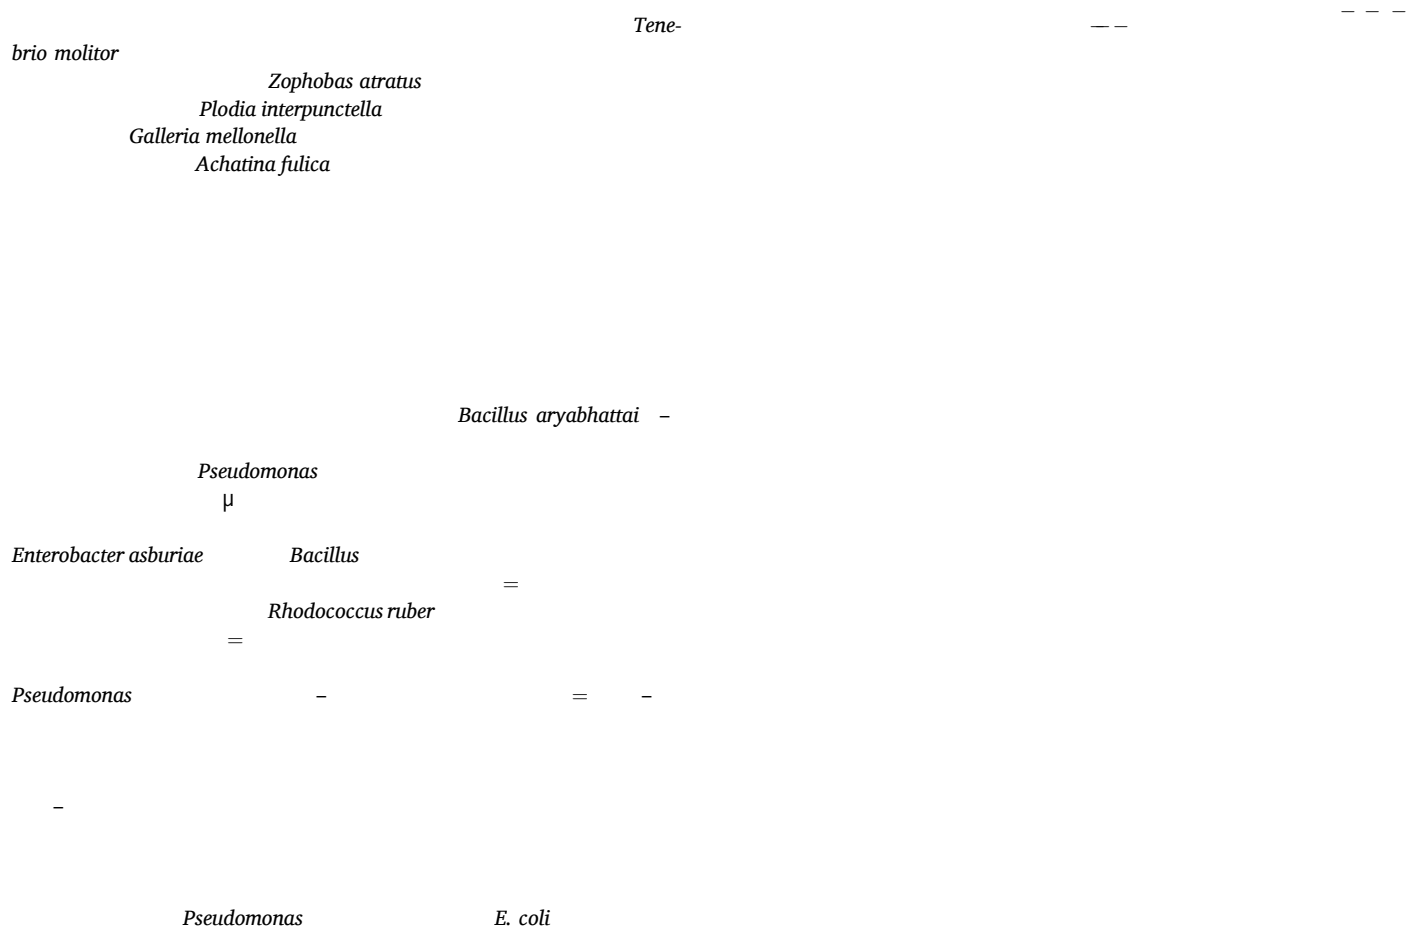 Tene-
brio molitor
Zophobas atratus
Plodia interpunctella
Galleria mellonella
Achatina fulica
Bacillus aryabhattai –
Pseudomonas
μ
Enterobacter asburiae Bacillus
=
Rhodococcus ruber
=
Pseudomonas – = –
–
Pseudomonas E. coli
— –
– – –